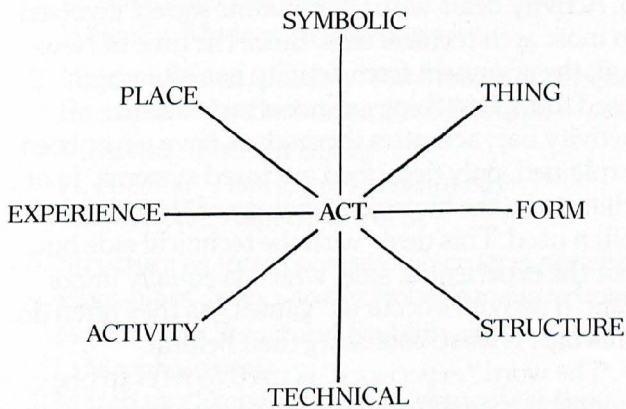 SYMBOLIC
PLACE THING
EXPERIENCE ACT FORM
ACTIVITY STRUCTURE
TECHNICAL